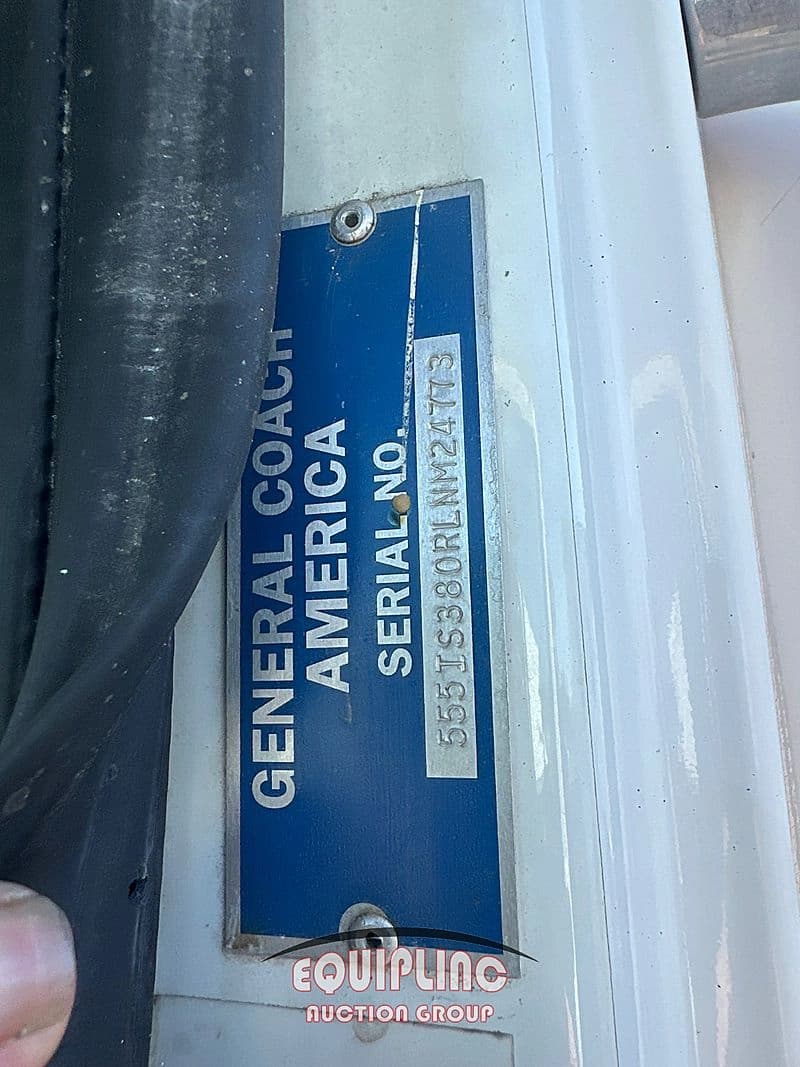 GENERAL COACH
AMERICA
SERIAL NO.
555IS380RLNM24773
EQUIPLINC
AUCTION GROUP